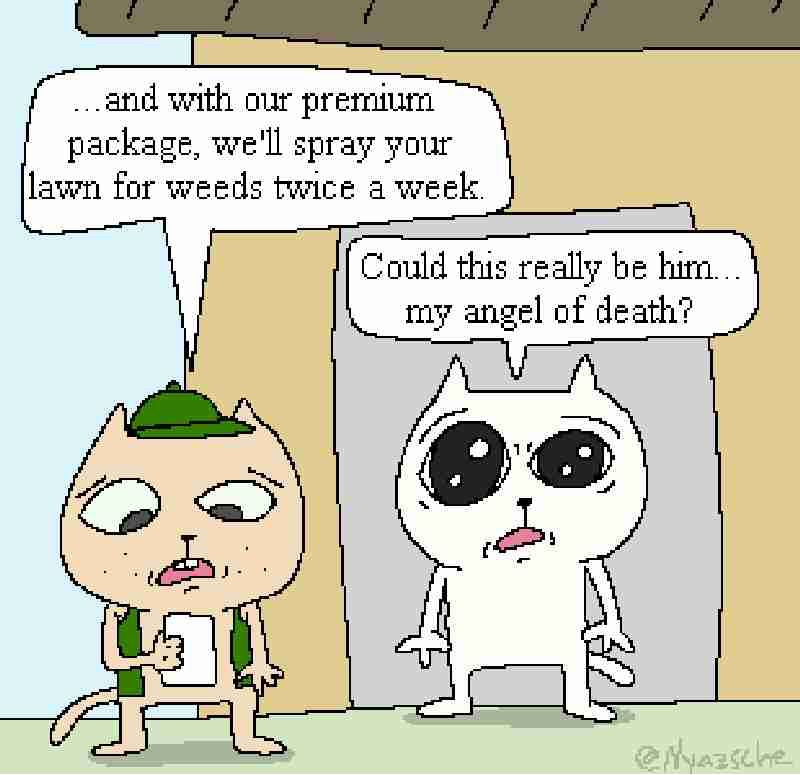 ...and with our premium
package, we'll spray your
lawn for weeds twice a week.
Could this really be him...
my angel of death?
@Nyazsche